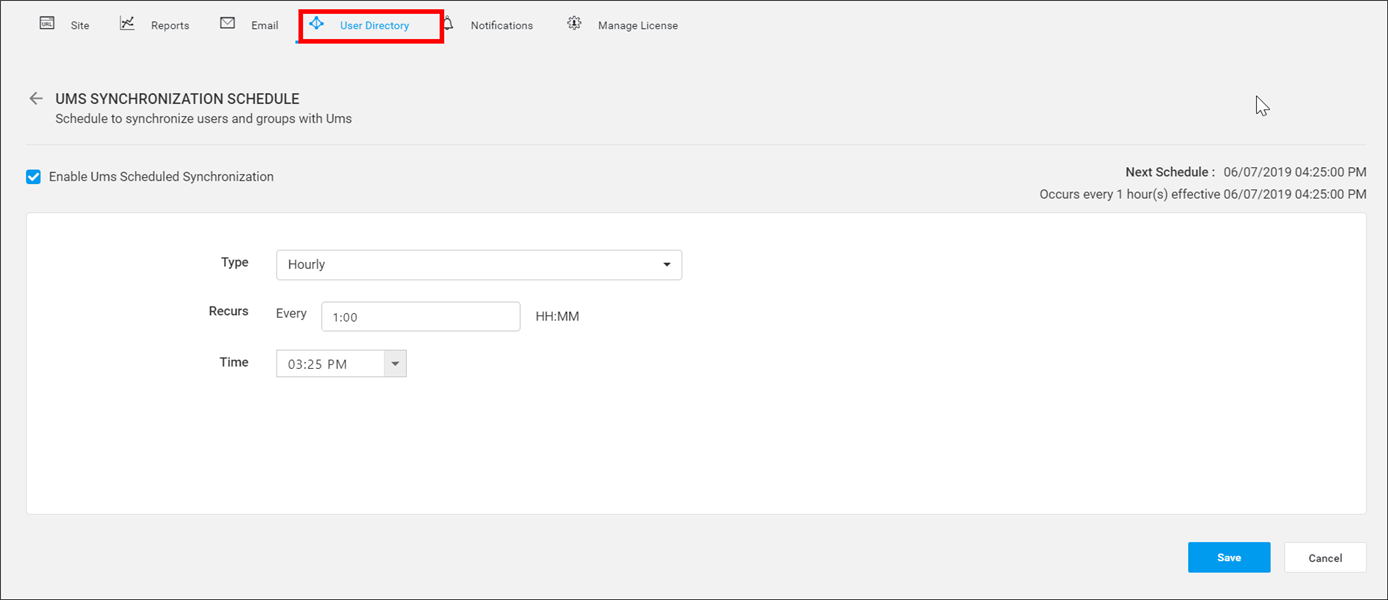 URL Site Reports Email User Directory Notifications Manage License
UMS SYNCHRONIZATION SCHEDULE
Schedule to synchronize users and groups with Ums
Enable Ums Scheduled Synchronization
Next Schedule : 06/07/2019 04:25:00 PM
Occurs every 1 hour(s) effective 06/07/2019 04:25:00 PM
Type Hourly
Recurs Every 1:00 HH:MM
Time 03:25 PM
Save Cancel